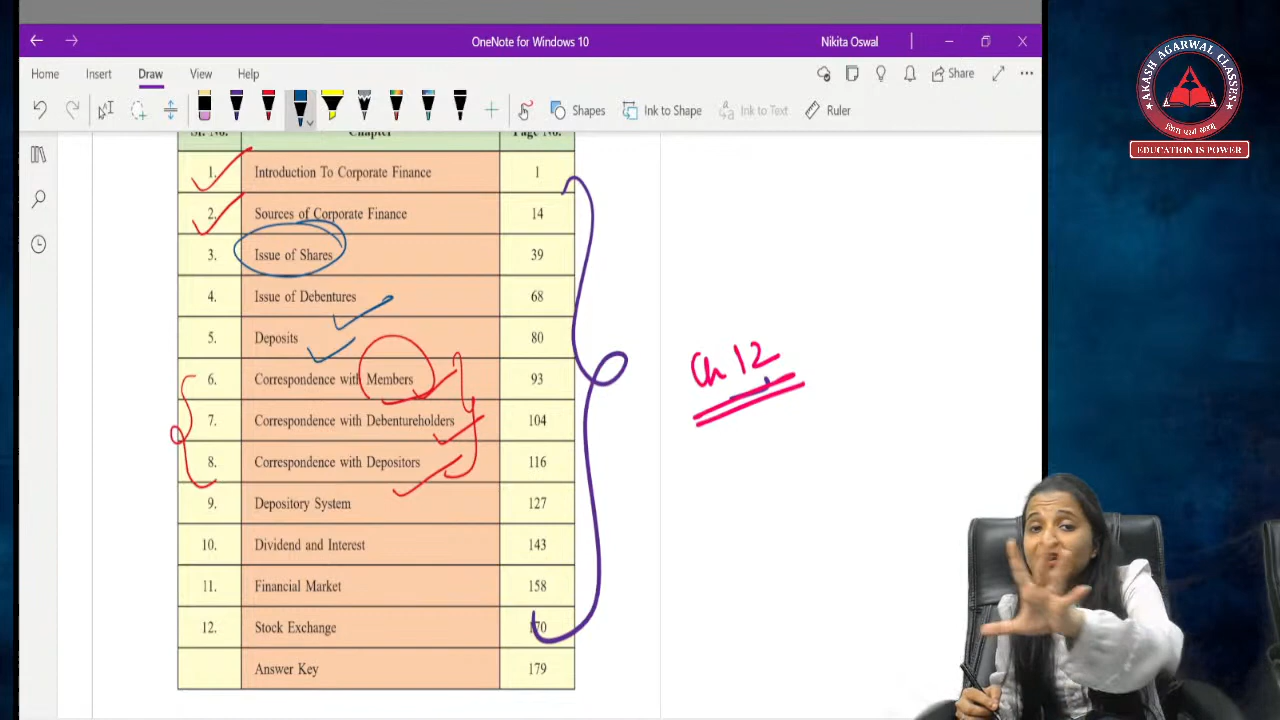 OneNote for Windows 10
Nikita Oswal
Home Insert Draw View Help
Share
Shapes
Ink to Shape
Ink to Text
Ruler
Sr. No. Chapter Page No.
1. Introduction To Corporate Finance 1
2. Sources of Corporate Finance 14
3. Issue of Shares 39
4. Issue of Debentures 68
5. Deposits 80
6. Correspondence with Members 93
7. Correspondence with Debentureholders 104
8. Correspondence with Depositors 116
9. Depository System 127
10. Dividend and Interest 143
11. Financial Market 158
12. Stock Exchange 170
Answer Key 179
Ch 12
AKASH AGARWAL CLASSES
EDUCATION IS POWER